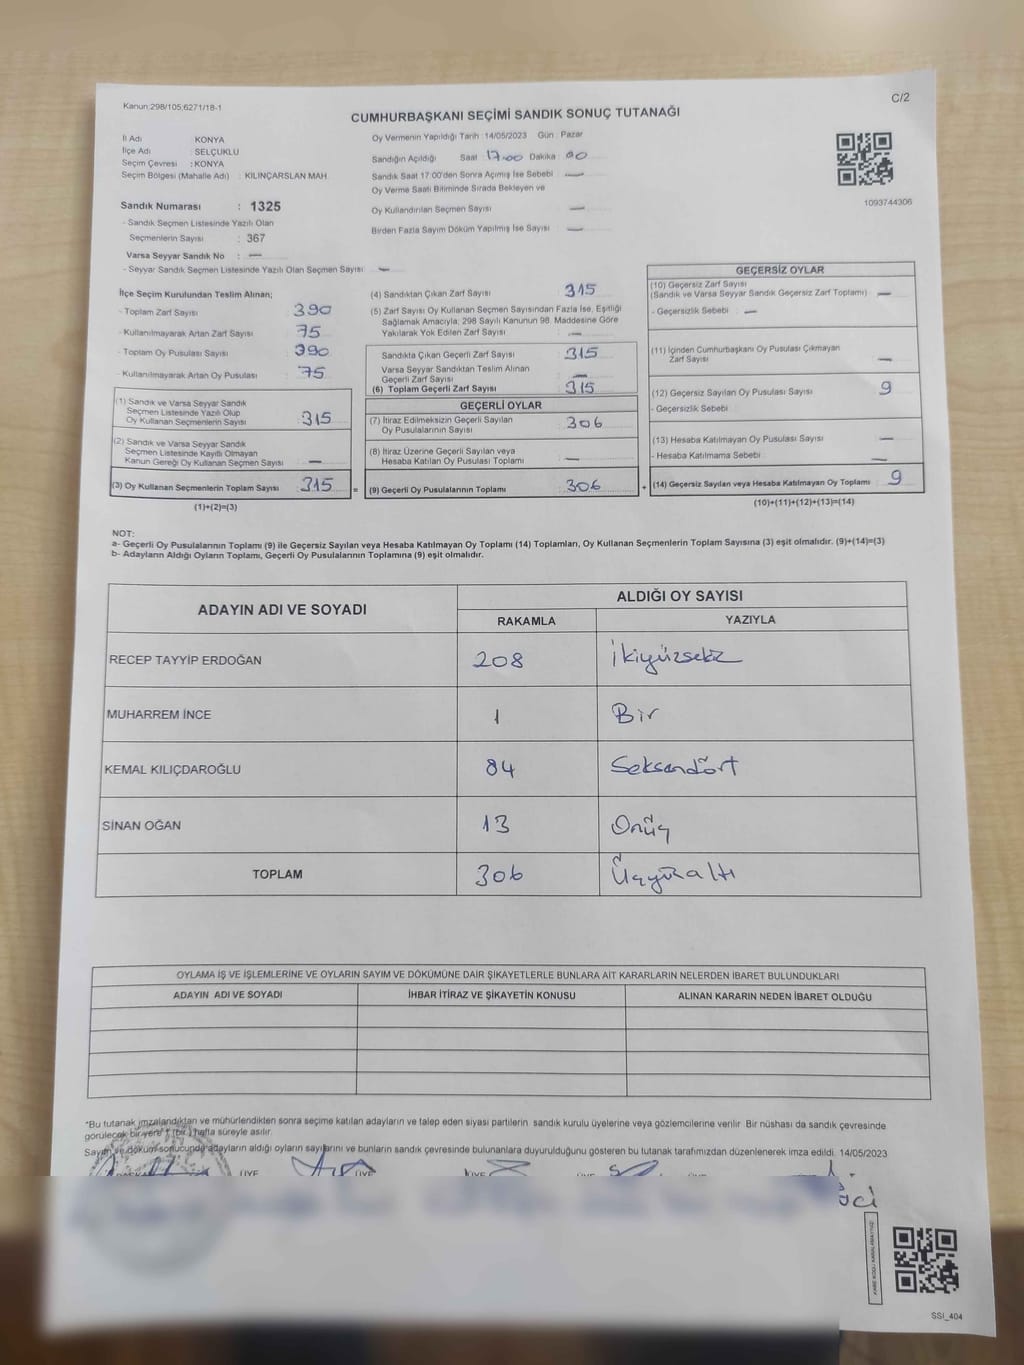 Kanun:298/105,6271/18-1
C/2
CUMHURBAŞKANI SEÇİMİ SANDIK SONUÇ TUTANAĞI
İl Adı : KONYA
İlçe Adı : SELÇUKLU
Seçim Çevresi : KONYA
Seçim Bölgesi (Mahalle Adı) : KILINÇARSLAN MAH.
Sandık Numarası : 1325
- Sandık Seçmen Listesinde Yazılı Olan
Seçmenlerin Sayısı : 367
Varsa Seyyar Sandık No : —
- Seyyar Sandık Seçmen Listesinde Yazılı Olan Seçmen Sayısı : —
Oy Vermenin Yapıldığı Tarih : 14/05/2023 Gün : Pazar
Sandığın Açıldığı Saat : 17:00 Dakika 00
Sandık Saat 17:00'den Sonra Açımış İse Sebebi —
Oy Verme Saati Bitiminde Sırada Bekleyen ve
Oy Kullandırılan Seçmen Sayısı —
Birden Fazla Sayım Döküm Yapılmış İse Sayısı —
1093744306
İlçe Seçim Kurulundan Teslim Alınan;
- Toplam Zarf Sayısı : 390
- Kullanılmayarak Artan Zarf Sayısı : 75
- Toplam Oy Pusulası Sayısı : 390
- Kullanılmayarak Artan Oy Pusulası : 75
(1) Sandık ve Varsa Seyyar Sandık
Seçmen Listesinde Yazılı Olup
Oy Kullanan Seçmenlerin Sayısı : 315
(2) Sandık ve Varsa Seyyar Sandık
Seçmen Listesinde Kayıtlı Olmayan
Kanun Gereği Oy Kullanan Seçmen Sayısı : —
(3) Oy Kullanan Seçmenlerin Toplam Sayısı : 315 =
(1)+(2)=(3)
(4) Sandıktan Çıkan Zarf Sayısı : 315
(5) Zarf Sayısı Oy Kullanan Seçmen Sayısından Fazla İse, Eşitliği
Sağlamak Amacıyla; 298 Sayılı Kanunun 98. Maddesine Göre
Yakılarak Yok Edilen Zarf Sayısı : —
Sandıkta Çıkan Geçerli Zarf Sayısı : 315
Varsa Seyyar Sandıktan Teslim Alınan
Geçerli Zarf Sayısı : —
(6) Toplam Geçerli Zarf Sayısı : 315
GEÇERLİ OYLAR
(7) İtiraz Edilmeksizin Geçerli Sayılan
Oy Pusulalarının Sayısı : 306
(8) İtiraz Üzerine Geçerli Sayılan veya
Hesaba Katılan Oy Pusulası Toplamı : —
(9) Geçerli Oy Pusulalarının Toplamı : 306 +
GEÇERSİZ OYLAR
(10) Geçersiz Zarf Sayısı
(Sandık ve Varsa Seyyar Sandık Geçersiz Zarf Toplamı) : —
- Geçersizlik Sebebi : —
(11) İçinden Cumhurbaşkanı Oy Pusulası Çıkmayan
Zarf Sayısı : —
(12) Geçersiz Sayılan Oy Pusulası Sayısı : 9
- Geçersizlik Sebebi :
(13) Hesaba Katılmayan Oy Pusulası Sayısı : —
- Hesaba Katılmama Sebebi : —
(14) Geçersiz Sayılan veya Hesaba Katılmayan Oy Toplamı : 9
(10)+(11)+(12)+(13)=(14)
NOT:
a- Geçerli Oy Pusulalarının Toplamı (9) ile Geçersiz Sayılan veya Hesaba Katılmayan Oy Toplamı (14) Toplamları, Oy Kullanan Seçmenlerin Toplam Sayısına (3) eşit olmalıdır. (9)+(14)=(3)
b- Adayların Aldığı Oyların Toplamı, Geçerli Oy Pusulalarının Toplamına (9) eşit olmalıdır.
ADAYIN ADI VE SOYADI
ALDIĞI OY SAYISI
RAKAMLA YAZIYLA
RECEP TAYYİP ERDOĞAN 208 İkiyüzsekiz
MUHARREM İNCE 1 Bir
KEMAL KILIÇDAROĞLU 84 Seksendört
SİNAN OĞAN 13 Onüç
TOPLAM 306 Üçyüzaltı
OYLAMA İŞ VE İŞLEMLERİNE VE OYLARIN SAYIM VE DÖKÜMÜNE DAİR ŞİKAYETLERLE BUNLARA AİT KARARLARIN NELERDEN İBARET BULUNDUKLARI
ADAYIN ADI VE SOYADI İHBAR İTİRAZ VE ŞİKAYETİN KONUSU ALINAN KARARIN NEDEN İBARET OLDUĞU
*Bu tutanak imzalandıktan ve mühürlendikten sonra seçime katılan adayların ve talep eden siyasi partilerin sandık kurulu üyelerine veya gözlemcilerine verilir. Bir nüshası da sandık çevresinde
görülecek bir yere * (bir) hafta süreyle asılır.
Sayım ve döküm sonucunda adayların aldığı oyların sayılarını ve bunların sandık çevresinde bulunanlara duyurulduğunu gösteren bu tutanak tarafımızdan düzenlenerek imza edildi. 14/05/2023
ÜYE ÜYE ÜYE
SSI_404